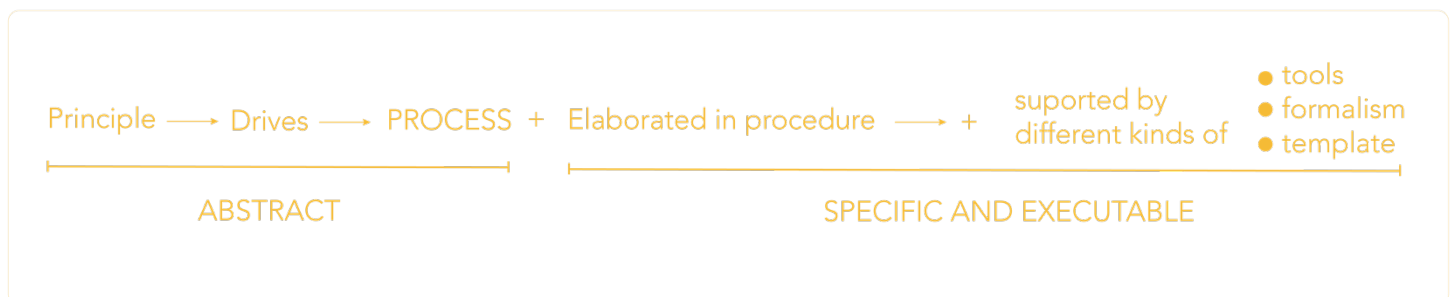 Principle → Drives → PROCESS + Elaborated in procedure → +
suported by
different kinds of
● tools
● formalism
● template
ABSTRACT
SPECIFIC AND EXECUTABLE